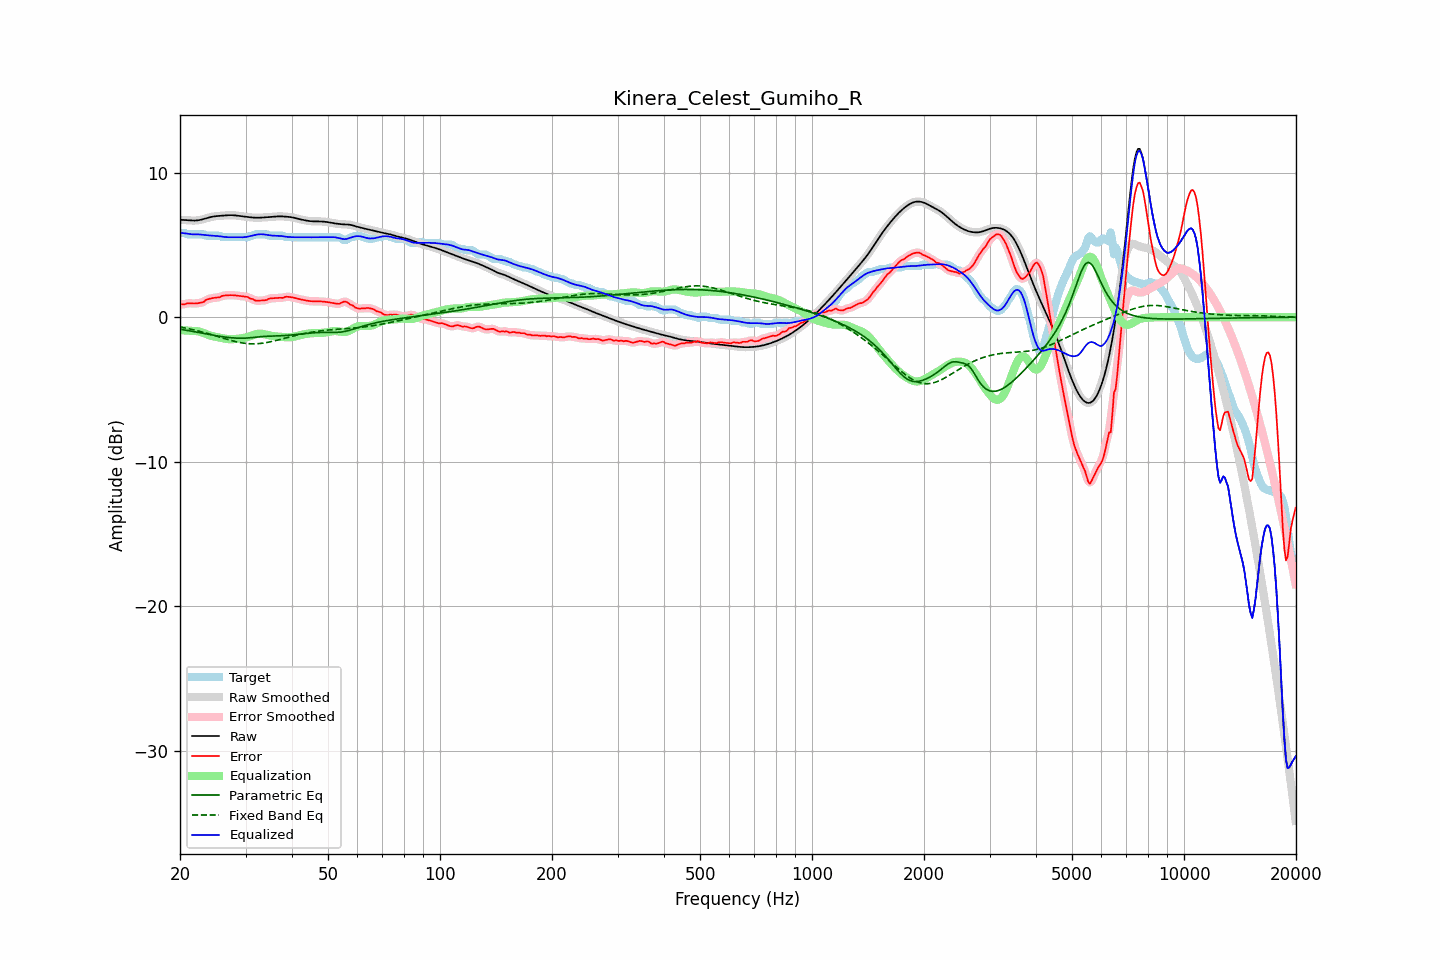 Kinera_Celest_Gumiho_R
Amplitude (dBr)
10
0
−10
−20
−30
Target
Raw Smoothed
Error Smoothed
Raw
Error
Equalization
Parametric Eq
Fixed Band Eq
Equalized
20 50 100 200 500 1000 2000 5000 10000 20000
Frequency (Hz)